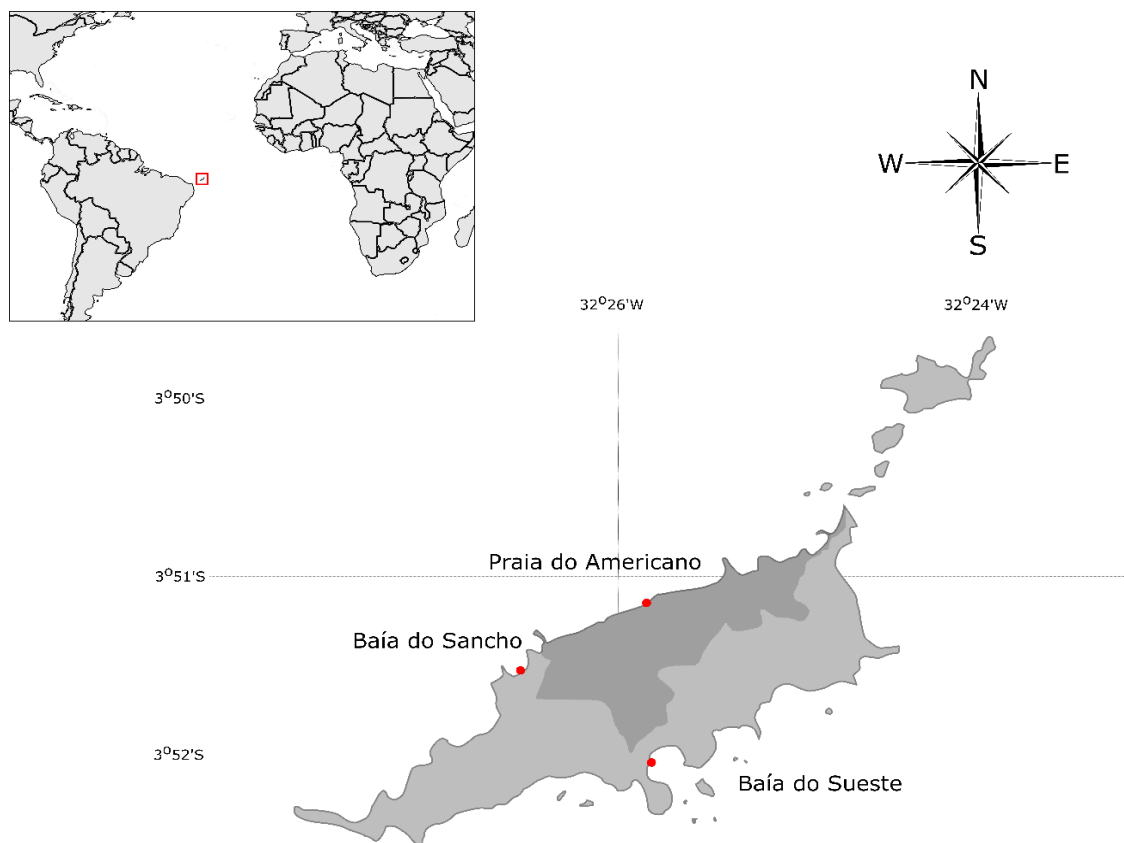 N
W
E
S
32°26'W
32°24'W
3°50'S
Praia do Americano
3°51'S
Baía do Sancho
3°52'S
Baía do Sueste